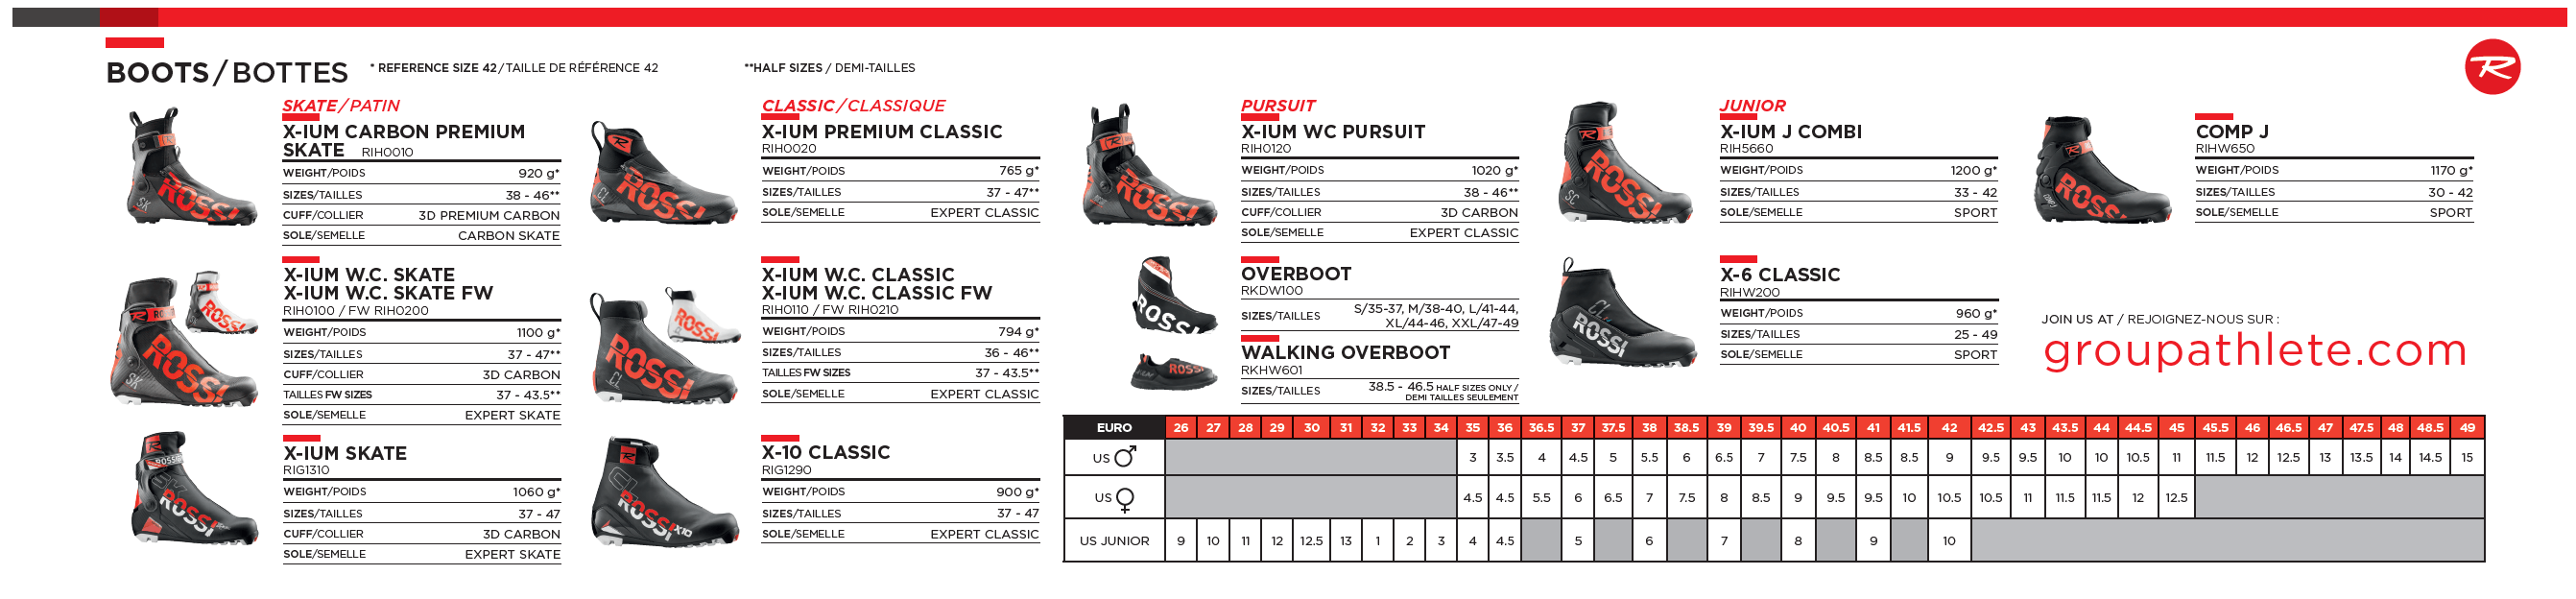 BOOTS / BOTTES * REFERENCE SIZE 42 / TAILLE DE RÉFÉRENCE 42 **HALF SIZES / DEMI-TAILLES
SKATE / PATIN
X-IUM CARBON PREMIUM
SKATE RIH0010
WEIGHT/POIDS 920 g*
SIZES/TAILLES 38 - 46**
CUFF/COLLIER 3D PREMIUM CARBON
SOLE/SEMELLE CARBON SKATE
X-IUM W.C. SKATE
X-IUM W.C. SKATE FW
RIH0100 / FW RIH0200
WEIGHT/POIDS 1100 g*
SIZES/TAILLES 37 - 47**
CUFF/COLLIER 3D CARBON
TAILLES FW SIZES 37 - 43.5**
SOLE/SEMELLE EXPERT SKATE
X-IUM SKATE
RIG1310
WEIGHT/POIDS 1060 g*
SIZES/TAILLES 37 - 47
CUFF/COLLIER 3D CARBON
SOLE/SEMELLE EXPERT SKATE
CLASSIC / CLASSIQUE
X-IUM PREMIUM CLASSIC
RIH0020
WEIGHT/POIDS 765 g*
SIZES/TAILLES 37 - 47**
SOLE/SEMELLE EXPERT CLASSIC
X-IUM W.C. CLASSIC
X-IUM W.C. CLASSIC FW
RIH0110 / FW RIH0210
WEIGHT/POIDS 794 g*
SIZES/TAILLES 36 - 46**
TAILLES FW SIZES 37 - 43.5**
SOLE/SEMELLE EXPERT CLASSIC
X-10 CLASSIC
RIG1290
WEIGHT/POIDS 900 g*
SIZES/TAILLES 37 - 47
SOLE/SEMELLE EXPERT CLASSIC
PURSUIT
X-IUM WC PURSUIT
RIH0120
WEIGHT/POIDS 1020 g*
SIZES/TAILLES 38 - 46**
CUFF/COLLIER 3D CARBON
SOLE/SEMELLE EXPERT CLASSIC
OVERBOOT
RKDW100
SIZES/TAILLES S/35-37, M/38-40, L/41-44,
XL/44-46, XXL/47-49
WALKING OVERBOOT
RKHW601
SIZES/TAILLES 38.5 - 46.5 HALF SIZES ONLY /
DEMI TAILLES SEULEMENT
JUNIOR
X-IUM J COMBI
RIH5660
WEIGHT/POIDS 1200 g*
SIZES/TAILLES 33 - 42
SOLE/SEMELLE SPORT
X-6 CLASSIC
RIHW200
WEIGHT/POIDS 960 g*
SIZES/TAILLES 25 - 49
SOLE/SEMELLE SPORT
COMP J
RIHW650
WEIGHT/POIDS 1170 g*
SIZES/TAILLES 30 - 42
SOLE/SEMELLE SPORT
JOIN US AT / REJOIGNEZ-NOUS SUR :
groupathlete.com
EURO 26 27 28 29 30 31 32 33 34 35 36 36.5 37 37.5 38 38.5 39 39.5 40 40.5 41 41.5 42 42.5 43 43.5 44 44.5 45 45.5 46 46.5 47 47.5 48 48.5 49
US ♂ 3 3.5 4 4.5 5 5.5 6 6.5 7 7.5 8 8.5 8.5 9 9.5 9.5 10 10 10.5 11 11.5 12 12.5 13 13.5 14 14.5 15
US ♀ 4.5 4.5 5.5 6 6.5 7 7.5 8 8.5 9 9.5 9.5 10 10.5 10.5 11 11.5 11.5 12 12.5
US JUNIOR 9 10 11 12 12.5 13 1 2 3 4 4.5 5 6 7 8 9 10
ROSSI
SK
ROSSI
SK
ROSSI
ROSSI
X10
ROSSI
CL
ROSSI
CL
ROSSI
ROSSI
ROSSI
ROSSI
ROSSI
SC
ROSSI
CL
ROSSI